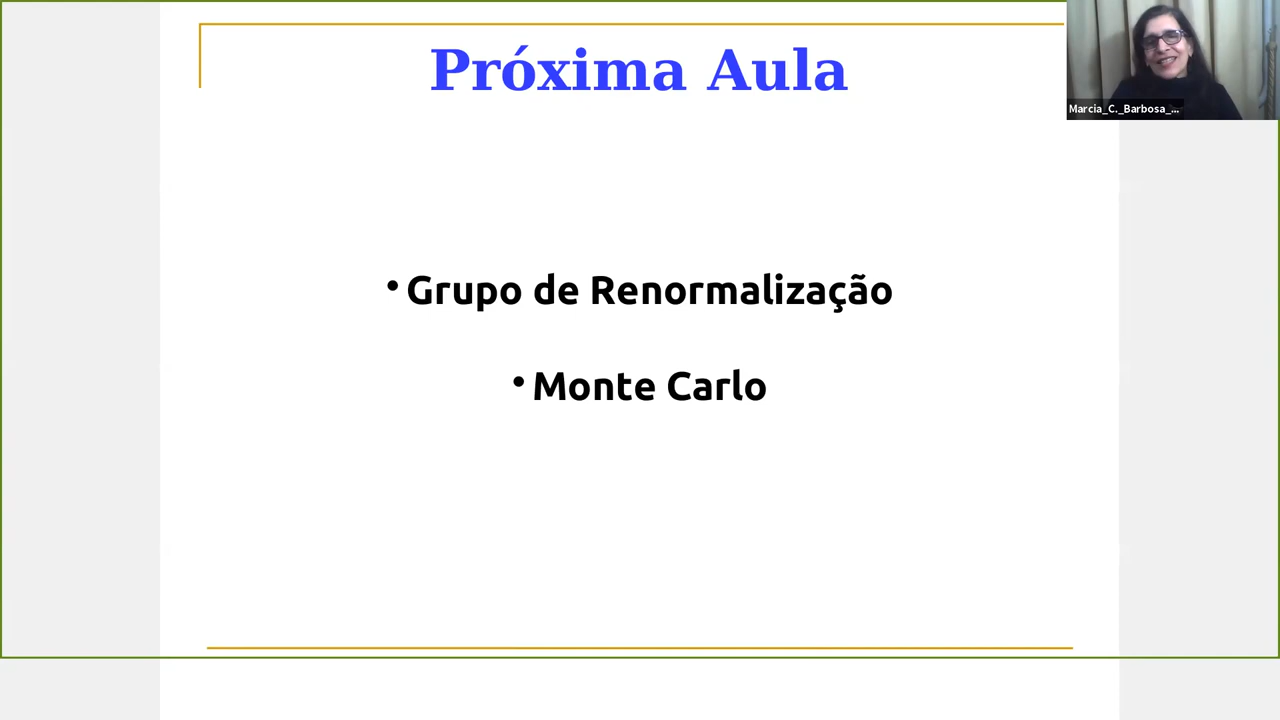 Próxima Aula
Marcia_C._Barbosa_...
• Grupo de Renormalização
• Monte Carlo